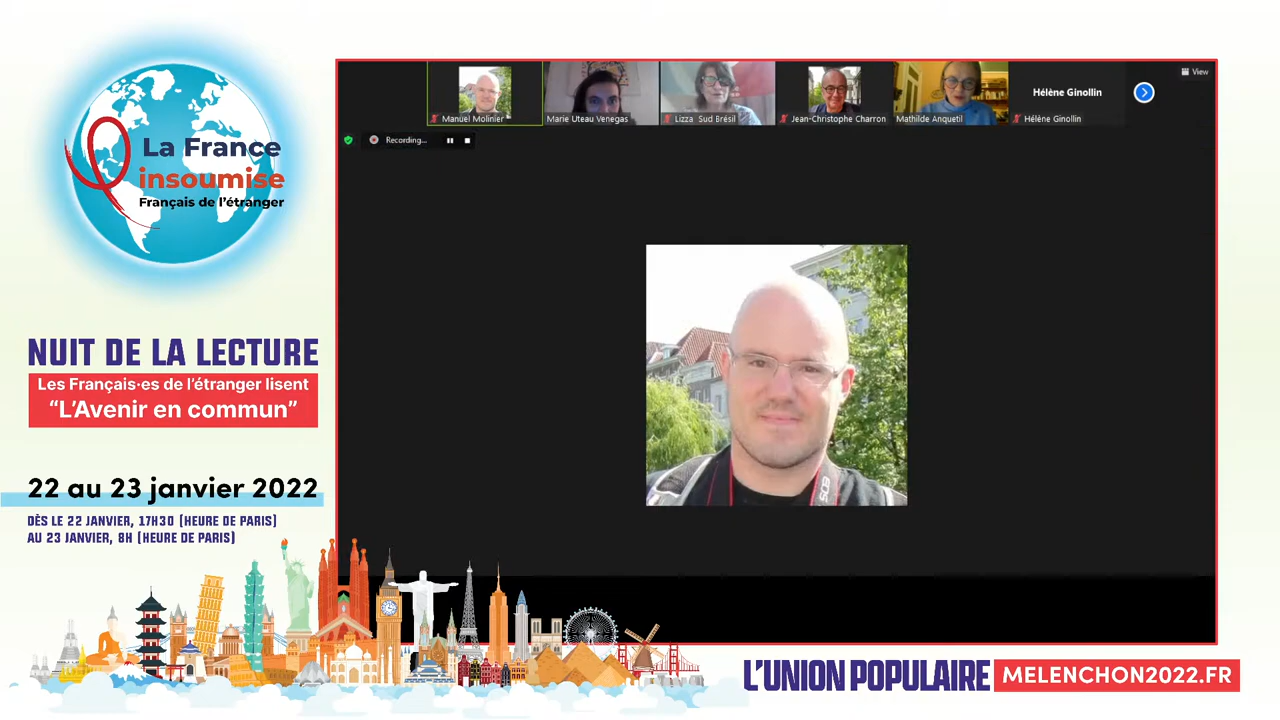 La France
insoumise
Français de l'étranger
NUIT DE LA LECTURE
Les Français·es de l'étranger lisent
“L'Avenir en commun”
22 au 23 janvier 2022
DÈS LE 22 JANVIER, 17H30 (HEURE DE PARIS)
AU 23 JANVIER, 8H (HEURE DE PARIS)
Manuel Molinier
Marie Uteau Venegas
Lizza Sud Brésil
Jean-Christophe Charron
Mathilde Anquetil
Hélène Ginollin
Hélène Ginollin
View
Recording...
EOS
L'UNION POPULAIRE
MELENCHON2022.FR